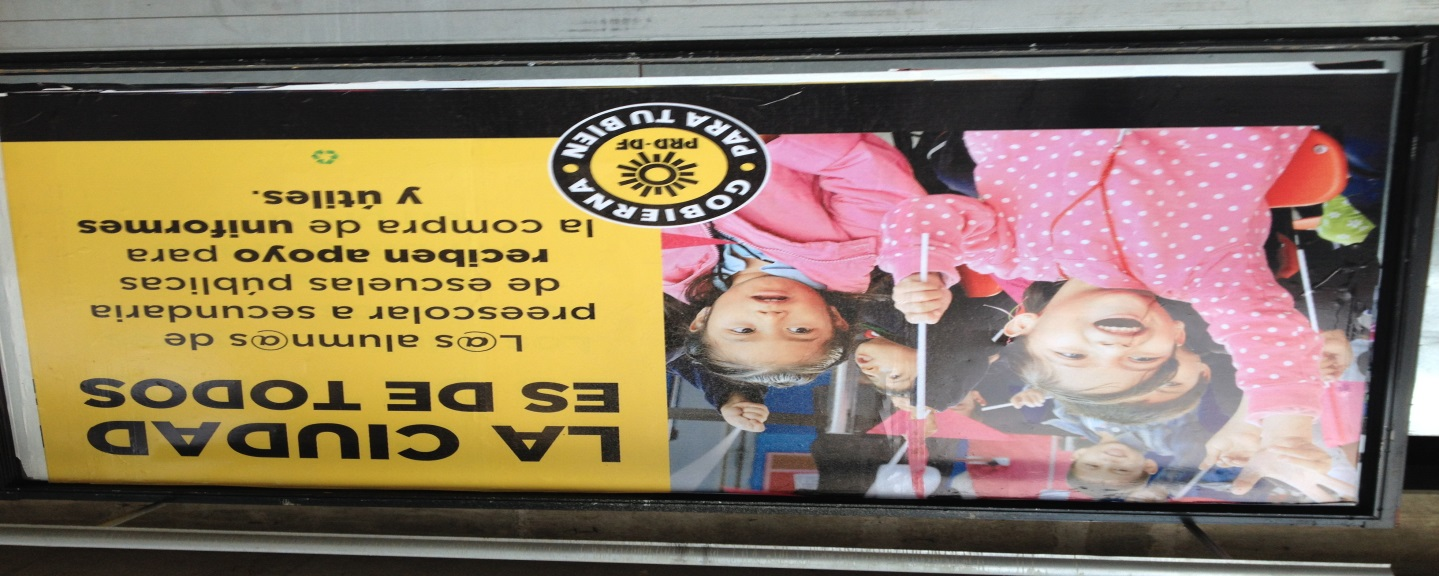 LA CIUDAD
ES DE TODOS
L@s alumn@s de
preescolar a secundaria
de escuelas públicas
reciben apoyo para
la compra de uniformes
y útiles.
GOBIERNA
PARA TU BIEN
PRD-DF